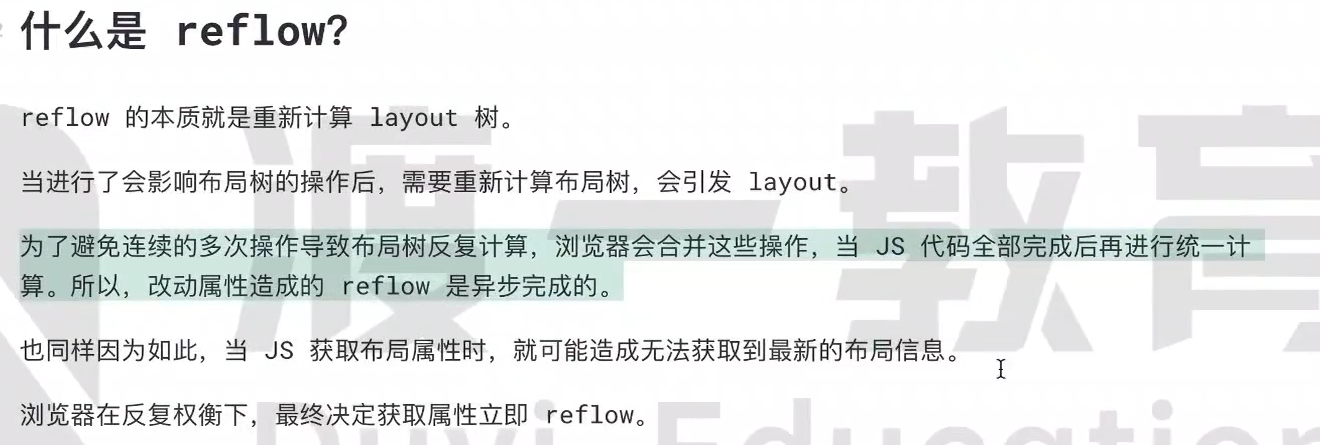 什么是 reflow?
reflow 的本质就是重新计算 layout 树。
当进行了会影响布局树的操作后，需要重新计算布局树，会引发 layout。
为了避免连续的多次操作导致布局树反复计算，浏览器会合并这些操作，当 JS 代码全部完成后再进行统一计
算。所以，改动属性造成的 reflow 是异步完成的。
也同样因为如此，当 JS 获取布局属性时，就可能造成无法获取到最新的布局信息。
浏览器在反复权衡下，最终决定获取属性立即 reflow。
渡一教育
Duyi Education